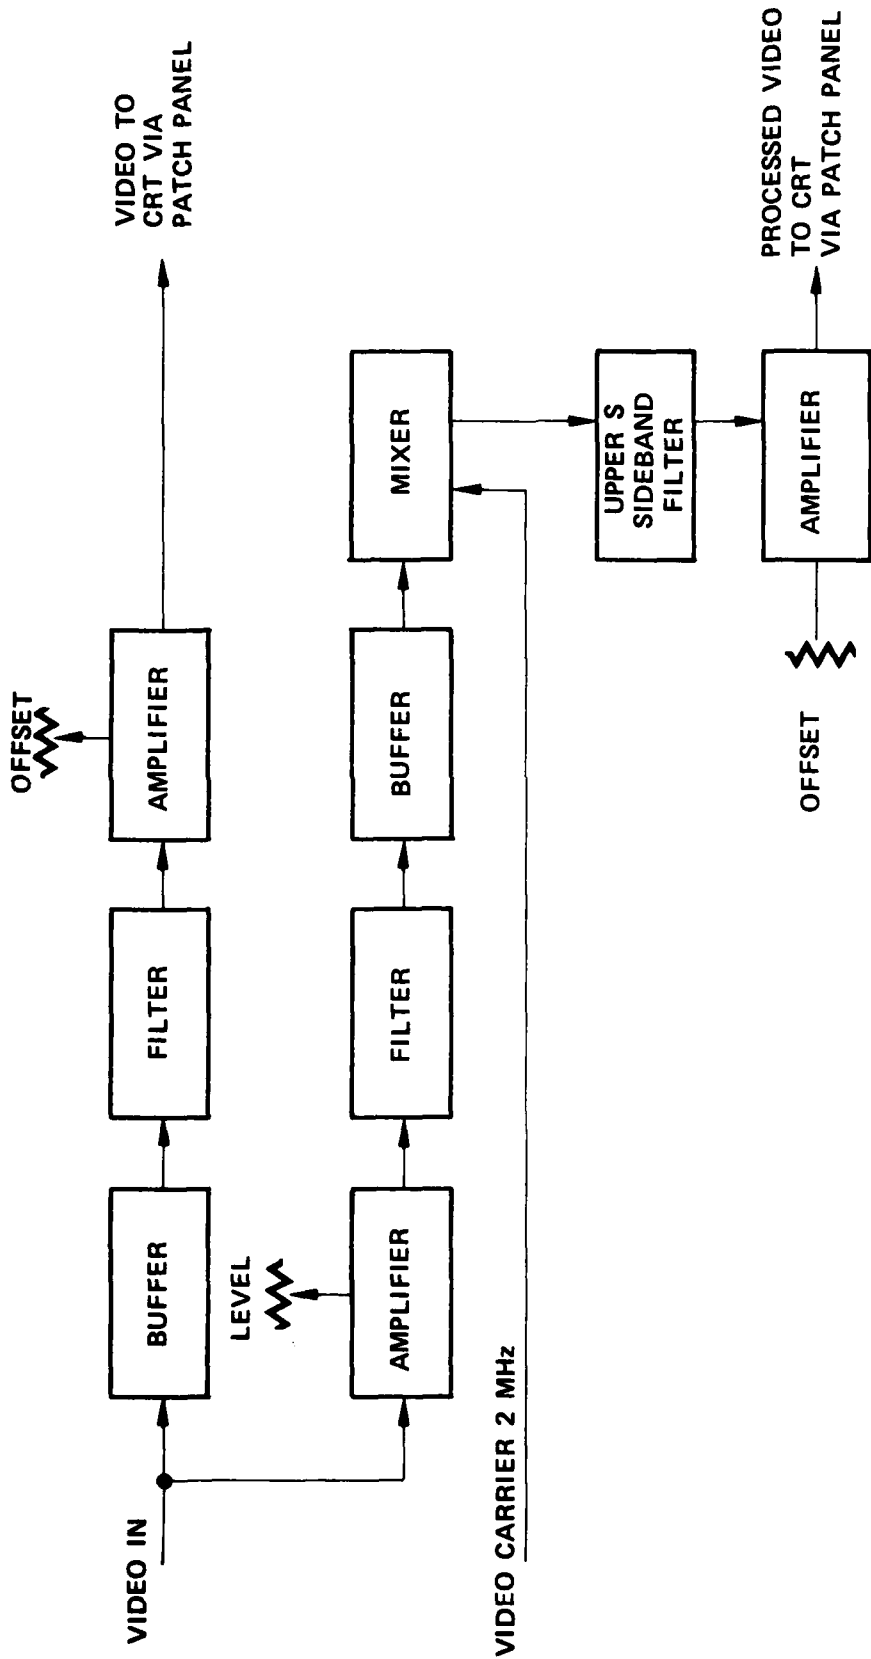 OFFSET
VIDEO IN
BUFFER
FILTER
AMPLIFIER
VIDEO TO
CRT VIA
PATCH PANEL
LEVEL
AMPLIFIER
FILTER
BUFFER
MIXER
VIDEO CARRIER 2 MHz
UPPER S
SIDEBAND
FILTER
OFFSET
AMPLIFIER
PROCESSED VIDEO
TO CRT
VIA PATCH PANEL